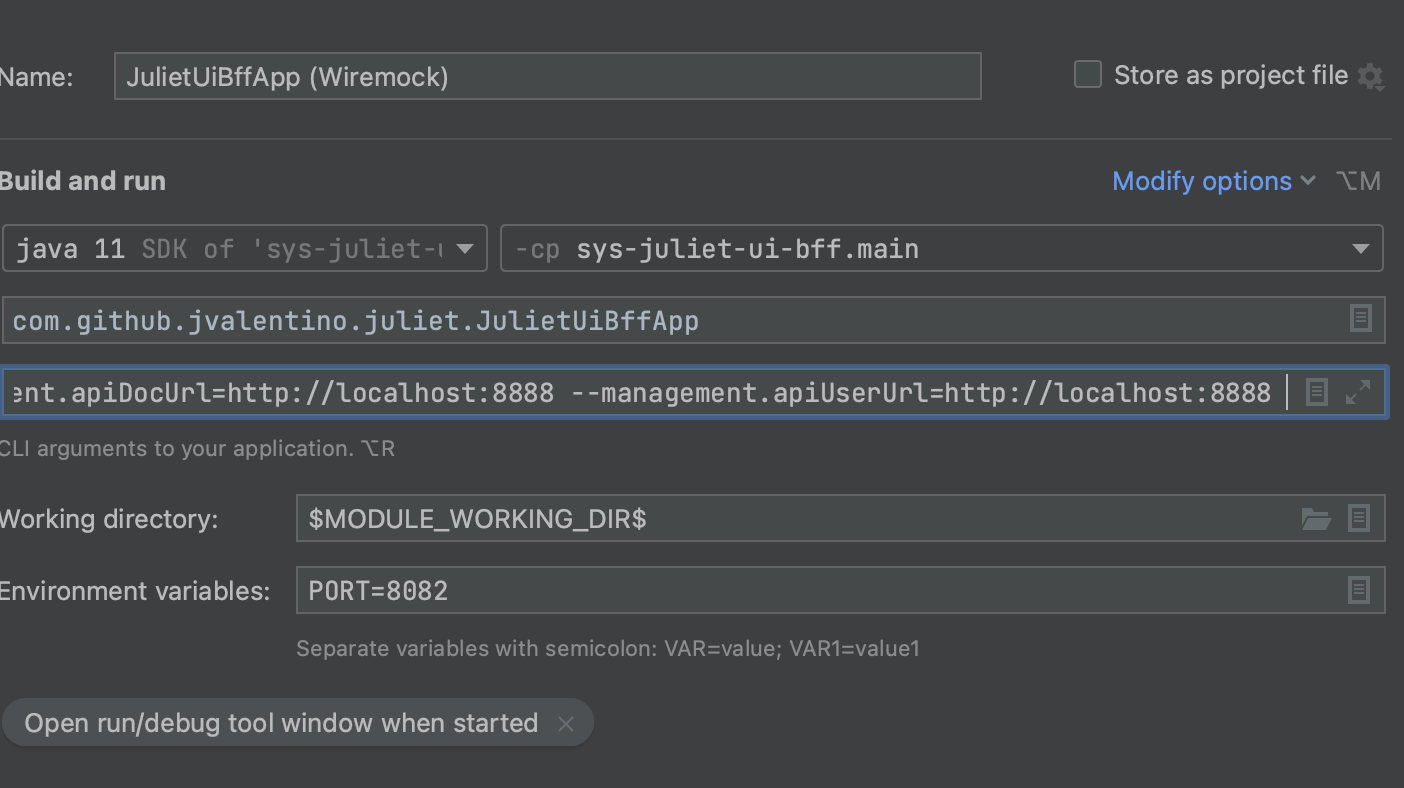 Name: JulietUiBffApp (Wiremock) Store as project file
Build and run Modify options ⌥M
java 11 SDK of 'sys-juliet- -cp sys-juliet-ui-bff.main
com.github.jvalentino.juliet.JulietUiBffApp
ent.apiDocUrl=http://localhost:8888 --management.apiUserUrl=http://localhost:8888
CLI arguments to your application. ⌥R
Working directory: $MODULE_WORKING_DIR$
Environment variables: PORT=8082
Separate variables with semicolon: VAR=value; VAR1=value1
Open run/debug tool window when started ×